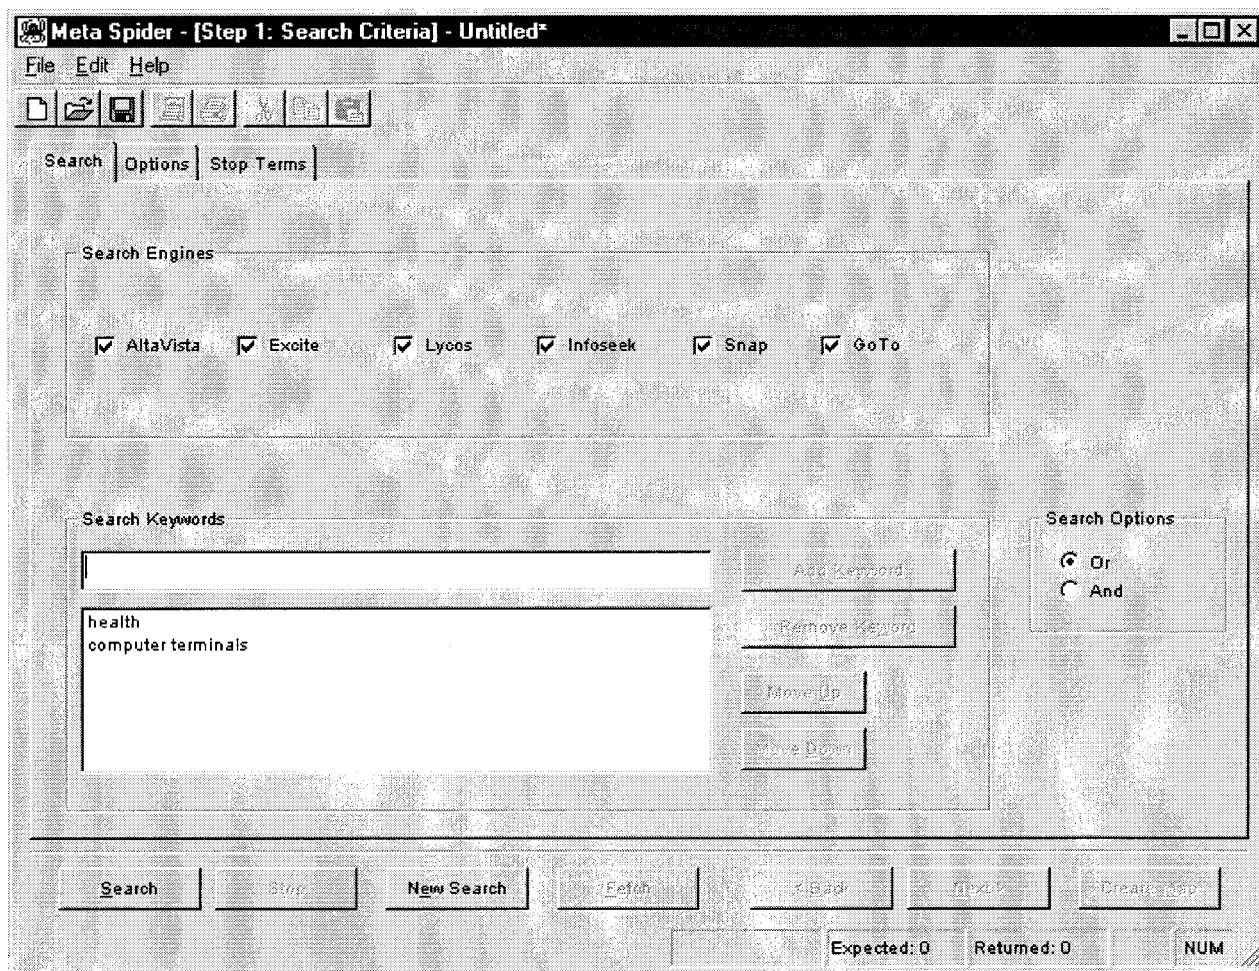 Meta Spider - [Step 1: Search Criteria] - Untitled*
File Edit Help
Search Options Stop Terms
Search Engines
AltaVista Excite Lycos Infoseek Snap GoTo
Search Keywords
Search Options
Add Keyword
Or
And
health
computer terminals
Remove Keyword
Move Up
Move Down
Search Stop New Search Fetch < Back Next > Create Map
Expected: 0 Returned: 0 NUM